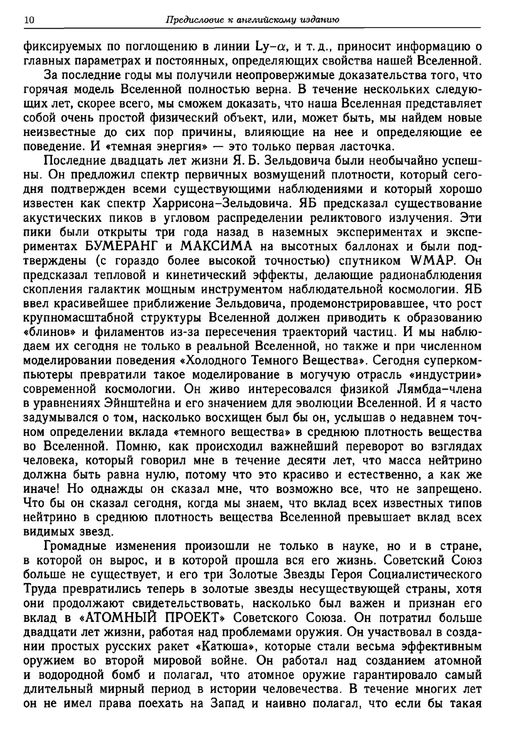 10 Предисловие к английскому изданию
фиксируемых по поглощению в линии Ly−α, и т. д., приносит информацию о
главных параметрах и постоянных, определяющих свойства нашей Вселенной.
За последние годы мы получили неопровержимые доказательства того, что
горячая модель Вселенной полностью верна. В течение нескольких следую-
щих лет, скорее всего, мы сможем доказать, что наша Вселенная представляет
собой очень простой физический объект, или, может быть, мы найдем новые
неизвестные до сих пор причины, влияющие на нее и определяющие ее
поведение. И «темная энергия» — это только первая ласточка.
Последние двадцать лет жизни Я. Б. Зельдовича были необычайно успеш-
ны. Он предложил спектр первичных возмущений плотности, который сего-
дня подтвержден всеми существующими наблюдениями и который хорошо
известен как спектр Харрисона–Зельдовича. ЯБ предсказал существование
акустических пиков в угловом распределении реликтового излучения. Эти
пики были открыты три года назад в наземных экспериментах и экспе-
риментах БУМЕРАНГ и МАКСИМА на высотных баллонах и были под-
тверждены (с гораздо более высокой точностью) спутником WMAP. Он
предсказал тепловой и кинетический эффекты, делающие радионаблюдения
скопления галактик мощным инструментом наблюдательной космологии. ЯБ
ввел красивейшее приближение Зельдовича, продемонстрировавшее, что рост
крупномасштабной структуры Вселенной должен приводить к образованию
«блинов» и филаментов из-за пересечения траекторий частиц. И мы наблю-
даем их сегодня не только в реальной Вселенной, но также и при численном
моделировании поведения «Холодного Темного Вещества». Сегодня суперком-
пьютеры превратили такое моделирование в могучую отрасль «индустрии»
современной космологии. Он живо интересовался физикой Лямбда-члена
в уравнениях Эйнштейна и его значением для эволюции Вселенной. И я часто
задумывался о том, насколько восхищен был бы он, услышав о недавнем точ-
ном определении вклада «темного вещества» в среднюю плотность вещества
во Вселенной. Помню, как происходил важнейший переворот во взглядах
человека, который говорил мне в течение десяти лет, что масса нейтрино
должна быть равна нулю, потому что это красиво и естественно, а как же
иначе! Но однажды он сказал мне, что возможно все, что не запрещено.
Что бы он сказал сегодня, когда мы знаем, что вклад всех известных типов
нейтрино в среднюю плотность вещества Вселенной превышает вклад всех
видимых звезд.
Громадные изменения произошли не только в науке, но и в стране,
в которой он вырос, и в которой прошла вся его жизнь. Советский Союз
больше не существует, и его три Золотые Звезды Героя Социалистического
Труда превратились теперь в золотые звезды несуществующей страны, хотя
они продолжают свидетельствовать, насколько был важен и признан его
вклад в «АТОМНЫЙ ПРОЕКТ» Советского Союза. Он потратил больше
двадцати лет жизни, работая над проблемами оружия. Он участвовал в созда-
нии простых русских ракет «Катюша», которые стали весьма эффективным
оружием во второй мировой войне. Он работал над созданием атомной
и водородной бомб и полагал, что атомное оружие гарантировало самый
длительный мирный период в истории человечества. В течение многих лет
он не имел права поехать на Запад и наивно полагал, что если бы такая